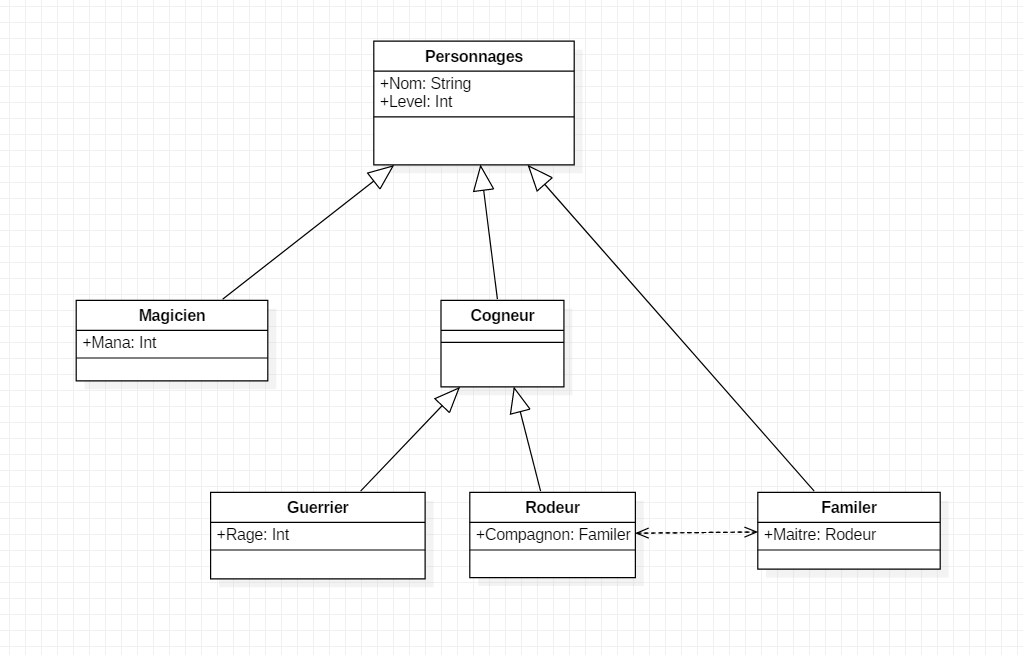 Personnages
+Nom: String
+Level: Int
Magicien
+Mana: Int
Cogneur
Guerrier
+Rage: Int
Rodeur
+Compagnon: Familer
Familer
+Maitre: Rodeur